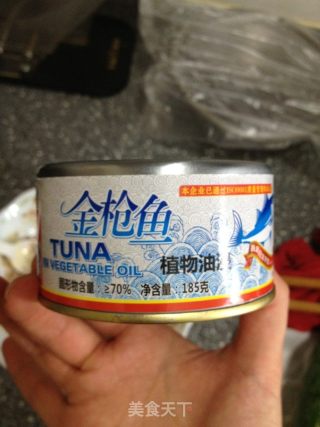 本企业已通过ISO9001
金枪鱼
TUNA
VEGETABLE OIL
植物油
固形物含量：≥70% 净含量：185克
美食天下